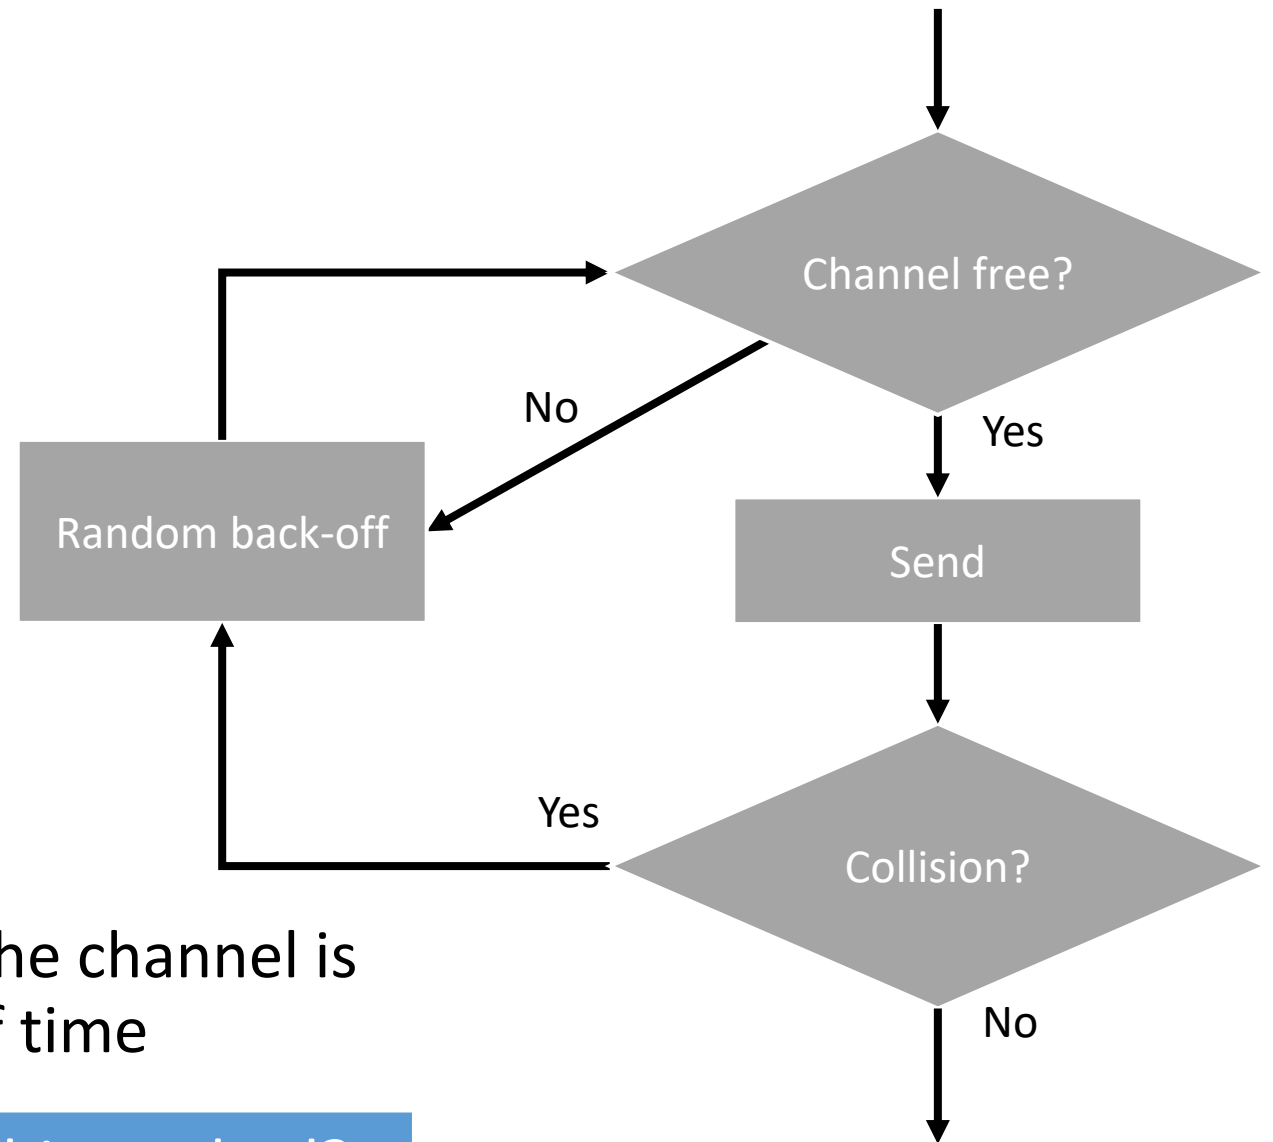 Channel free?
No
Yes
Random back-off
Send
Yes
Collision?
he channel is
f time
No